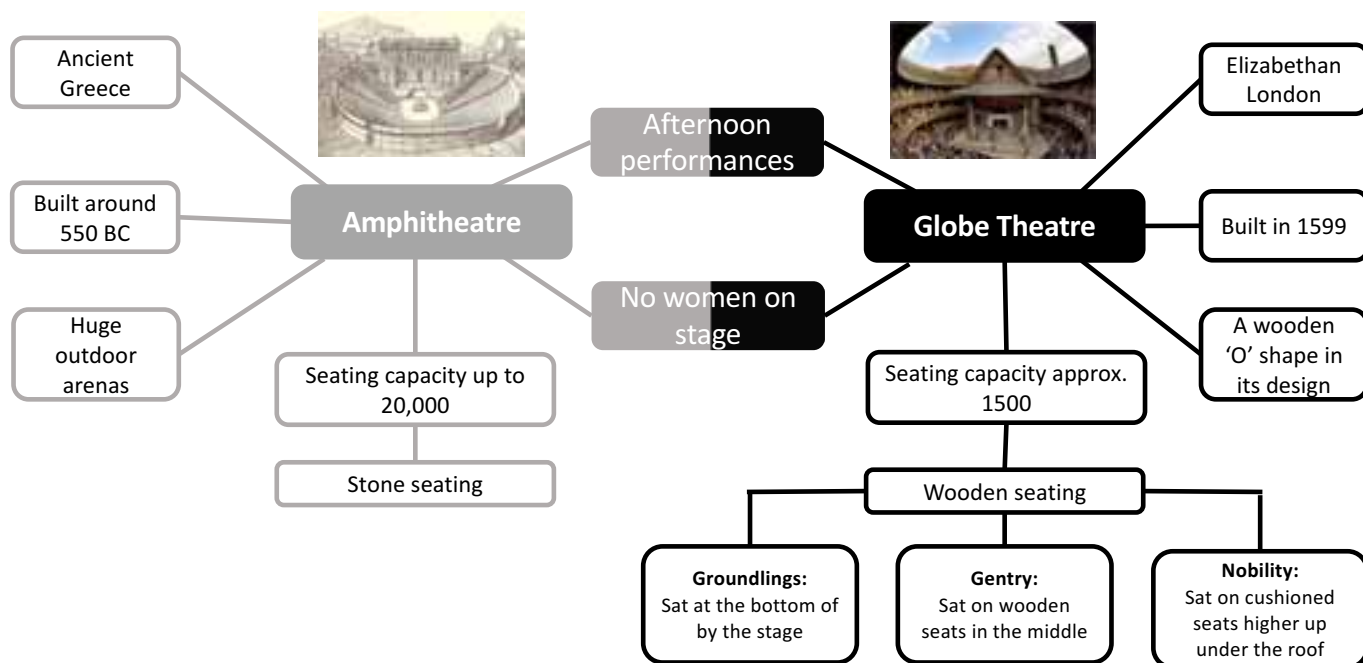 Ancient
Greece
Afternoon
performances
Elizabethan
London
Built around
550 BC
Amphitheatre
Globe Theatre
Built in 1599
Huge
outdoor
arenas
No women on
stage
A wooden
‘O’ shape in
its design
Seating capacity up to
20,000
Seating capacity approx.
1500
Stone seating
Wooden seating
Groundlings:
Sat at the bottom of
by the stage
Gentry:
Sat on wooden
seats in the middle
Nobility:
Sat on cushioned
seats higher up
under the roof